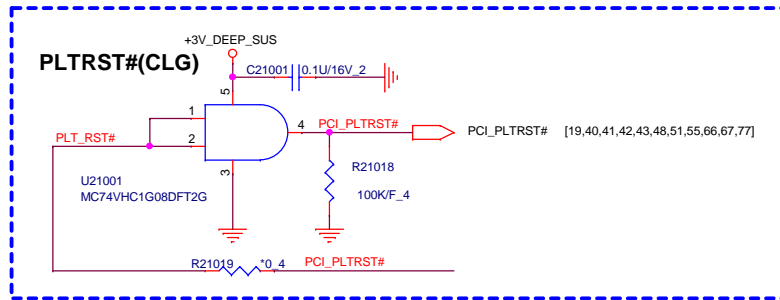 +3V_DEEP_SUS
PLTRST#(CLG)
C21001 0.1U/16V_2
5
1
PLT_RST#
2
4
PCI_PLTRST#
PCI_PLTRST# [19,40,41,42,43,48,51,55,66,67,77]
3
U21001
MC74VHC1G08DFT2G
R21018
100K/F_4
R21019 *0_4 PCI_PLTRST#